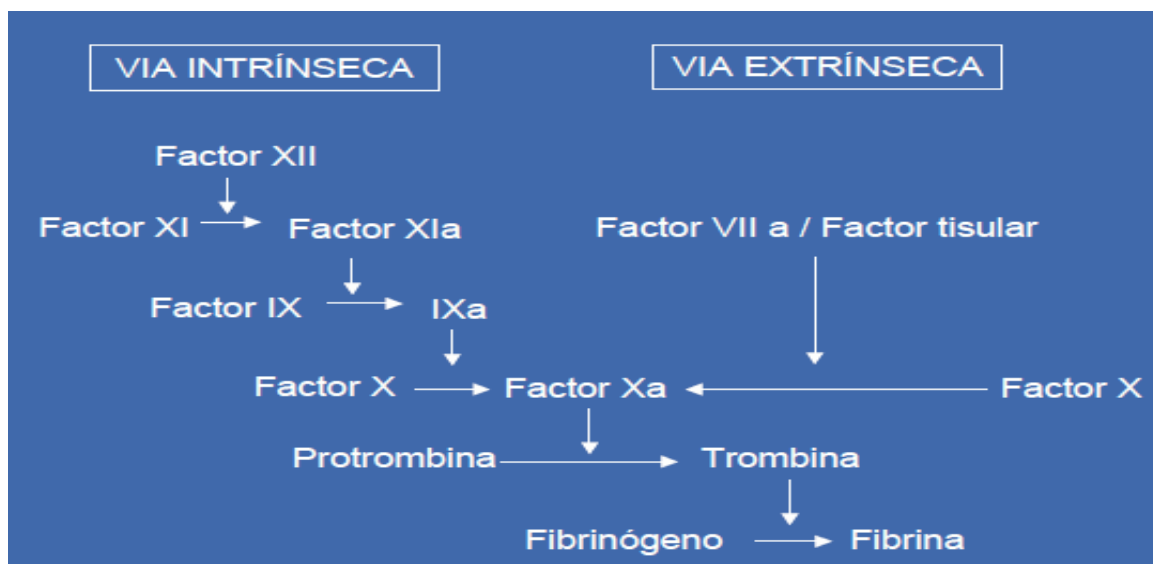 VIA INTRÍNSECA
VIA EXTRÍNSECA
Factor XII
Factor XI
Factor XIa
Factor VII a / Factor tisular
Factor IX
IXa
Factor X
Factor Xa
Factor X
Protrombina
Trombina
Fibrinógeno
Fibrina